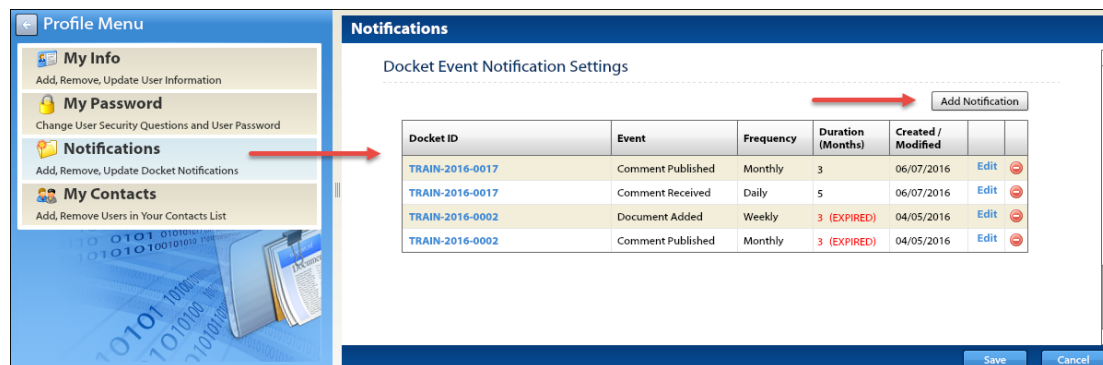 Profile Menu
My Info
Add, Remove, Update User Information
My Password
Change User Security Questions and User Password
Notifications
Add, Remove, Update Docket Notifications
My Contacts
Add, Remove Users in Your Contacts List
Notifications
Docket Event Notification Settings
Add Notification
Docket ID Event Frequency Duration (Months) Created / Modified
TRAIN-2016-0017 Comment Published Monthly 3 06/07/2016 Edit
TRAIN-2016-0017 Comment Received Daily 5 06/07/2016 Edit
TRAIN-2016-0002 Document Added Weekly 3 (EXPIRED) 04/05/2016 Edit
TRAIN-2016-0002 Comment Published Monthly 3 (EXPIRED) 04/05/2016 Edit
Save Cancel